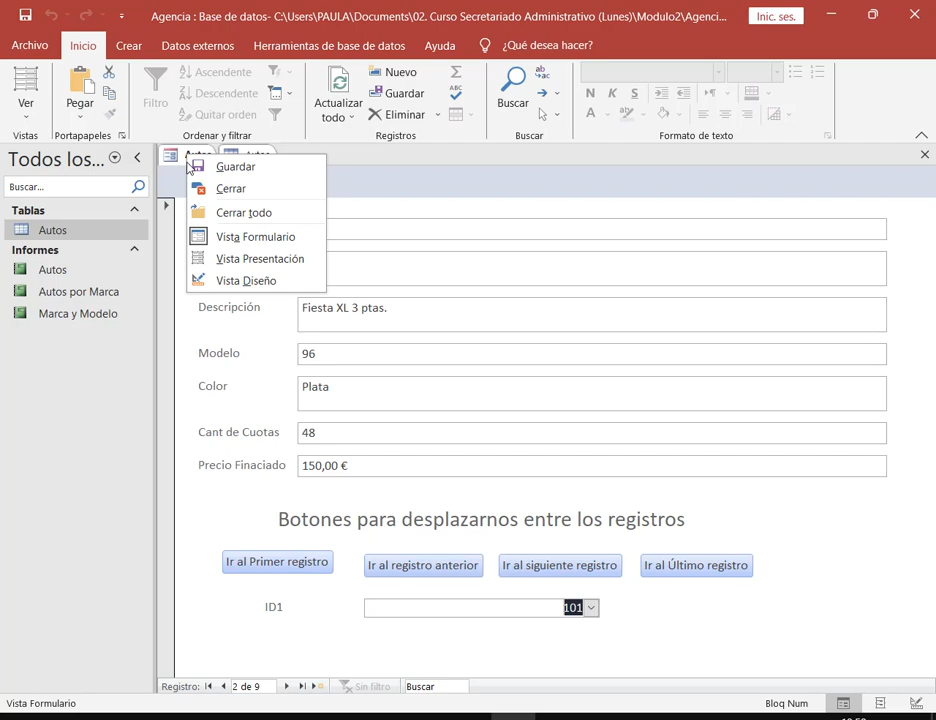 Agencia : Base de datos- C:\Users\PAULA\Documents\02. Curso Secretariado Administrativo (Lunes)\Modulo2\Agenci...
Inic. ses.
Archivo Inicio Crear Datos externos Herramientas de base de datos Ayuda ¿Qué desea hacer?
Ver
Vistas
Pegar
Portapapeles
Filtro
Ascendente
Descendente
Quitar orden
Ordenar y filtrar
Actualizar
todo
Nuevo
Guardar
Eliminar
Registros
Buscar
Buscar
N K S
A
Formato de texto
Todos los...
Buscar...
Tablas
Autos
Informes
Autos
Autos por Marca
Marca y Modelo
Autos
Guardar
Cerrar
Cerrar todo
Vista Formulario
Vista Presentación
Vista Diseño
Descripción Fiesta XL 3 ptas.
Modelo 96
Color Plata
Cant de Cuotas 48
Precio Finaciado 150,00 €
Botones para desplazarnos entre los registros
Ir al Primer registro Ir al registro anterior Ir al siguiente registro Ir al Último registro
ID1 101
Registro: 2 de 9 Sin filtro Buscar
Vista Formulario Bloq Num